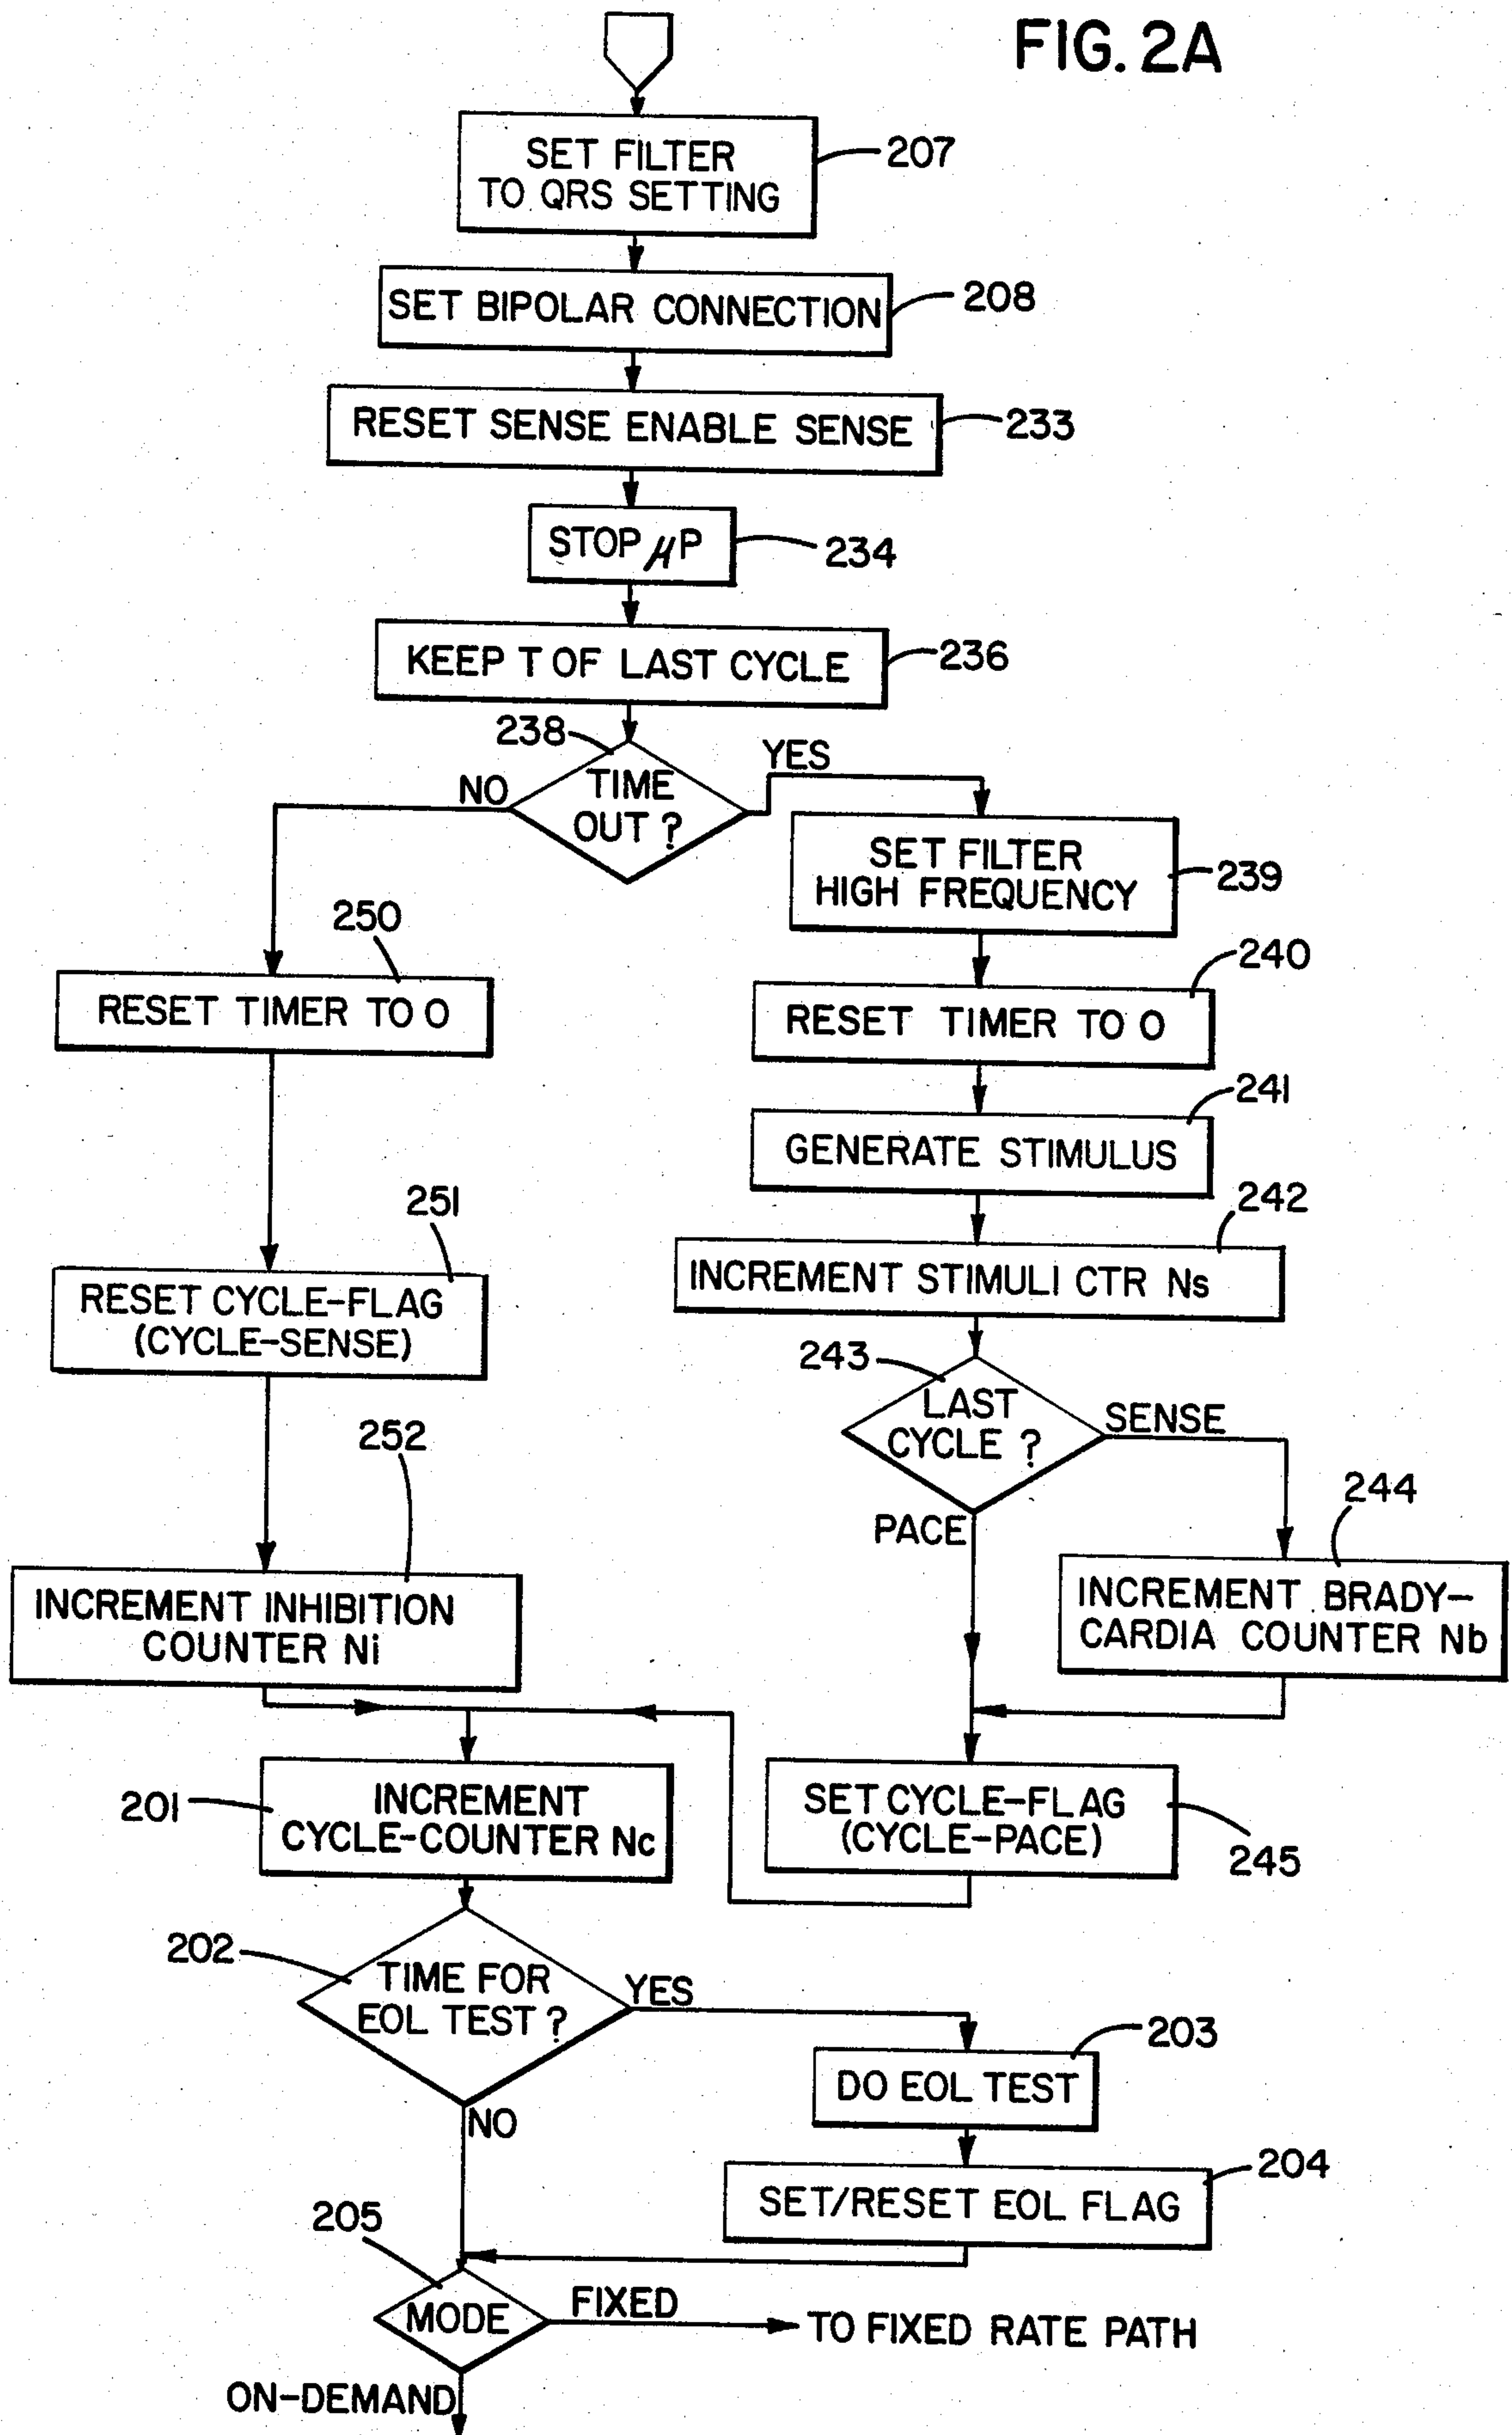 FIG. 2A
SET FILTER
TO QRS SETTING
207
SET BIPOLAR CONNECTION
208
RESET SENSE ENABLE SENSE
233
STOP μP
234
KEEP T OF LAST CYCLE
236
238
TIME
OUT ?
NO
YES
SET FILTER
HIGH FREQUENCY
239
250
RESET TIMER TO 0
240
RESET TIMER TO 0
241
GENERATE STIMULUS
251
RESET CYCLE-FLAG
(CYCLE-SENSE)
242
INCREMENT STIMULI CTR Ns
243
LAST
CYCLE ?
SENSE
PACE
252
INCREMENT INHIBITION
COUNTER Ni
244
INCREMENT BRADY-
CARDIA COUNTER Nb
201
INCREMENT
CYCLE-COUNTER Nc
SET CYCLE-FLAG
(CYCLE-PACE)
245
202
TIME FOR
EOL TEST ?
YES
NO
203
DO EOL TEST
204
SET/RESET EOL FLAG
205
MODE
FIXED
TO FIXED RATE PATH
ON-DEMAND